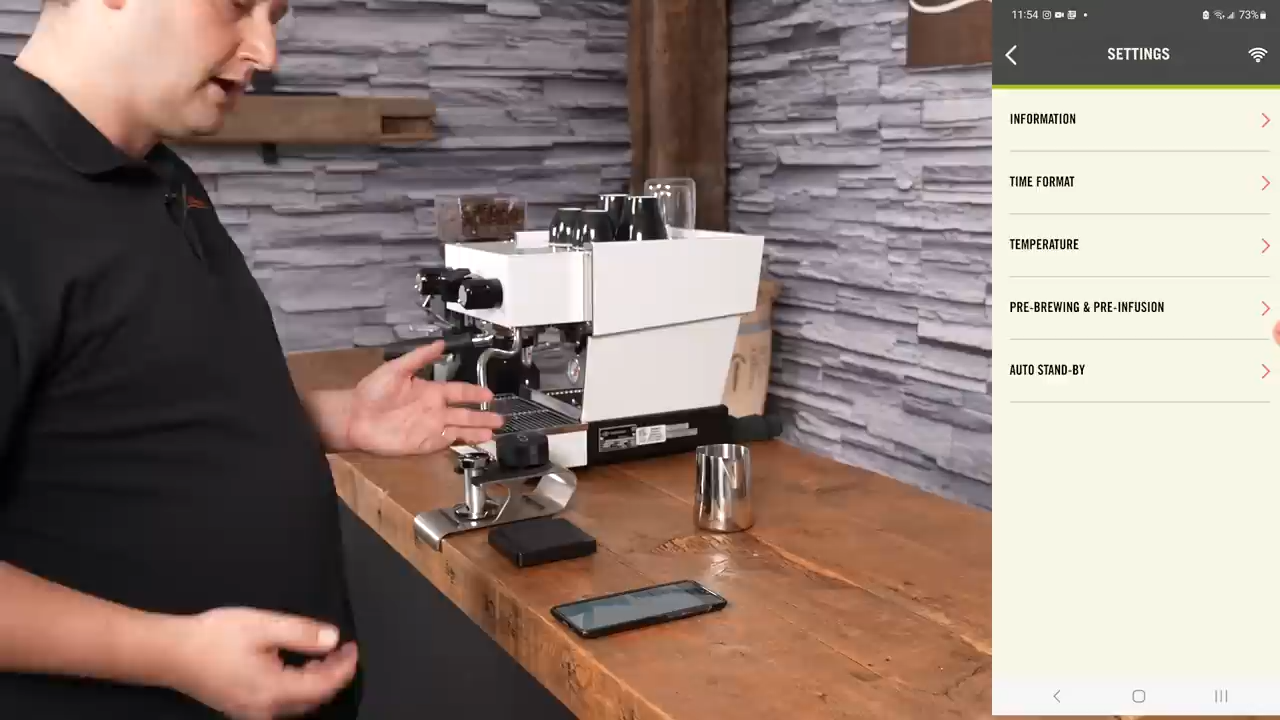 11:54
73%
SETTINGS
INFORMATION
TIME FORMAT
TEMPERATURE
PRE-BREWING & PRE-INFUSION
AUTO STAND-BY